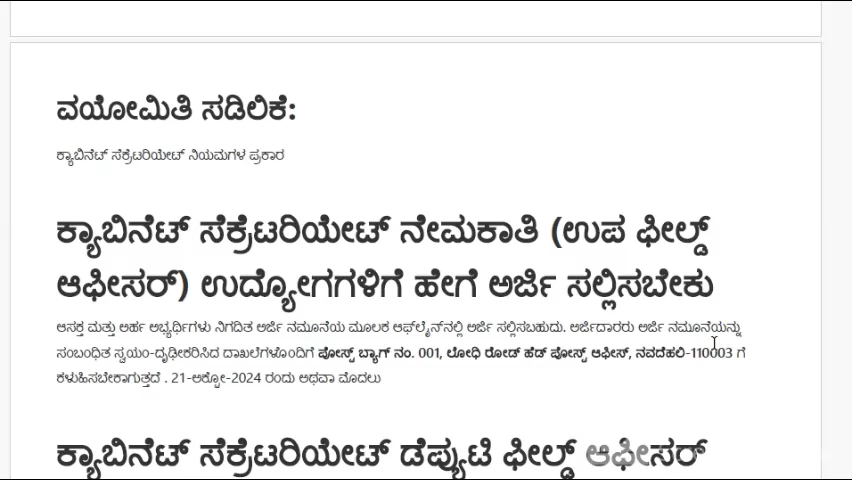 ವಯೋಮಿತಿ ಸಡಿಲಿಕೆ:
ಕ್ಯಾಬಿನೆಟ್ ಸೆಕ್ರೆಟರಿಯೇಟ್ ನಿಯಮಗಳ ಪ್ರಕಾರ
ಕ್ಯಾಬಿನೆಟ್ ಸೆಕ್ರೆಟರಿಯೇಟ್ ನೇಮಕಾತಿ (ಉಪ ಫೀಲ್ಡ್
ಆಫೀಸರ್) ಉದ್ಯೋಗಗಳಿಗೆ ಹೇಗೆ ಅರ್ಜಿ ಸಲ್ಲಿಸಬೇಕು
ಆಸಕ್ತ ಮತ್ತು ಅರ್ಹ ಅಭ್ಯರ್ಥಿಗಳು ನಿಗದಿತ ಅರ್ಜಿ ನಮೂನೆಯ ಮೂಲಕ ಆಫ್‌ಲೈನ್‌ನಲ್ಲಿ ಅರ್ಜಿ ಸಲ್ಲಿಸಬಹುದು. ಅರ್ಜಿದಾರರು ಅರ್ಜಿ ನಮೂನೆಯನ್ನು
ಸಂಬಂಧಿತ ಸ್ವಯಂ-ದೃಢೀಕರಿಸಿದ ದಾಖಲೆಗಳೊಂದಿಗೆ ಪೋಸ್ಟ್ ಬ್ಯಾಗ್ ನಂ. 001, ಲೋಧಿ ರೋಡ್ ಹೆಡ್ ಪೋಸ್ಟ್ ಆಫೀಸ್, ನವದೆಹಲಿ-110003 ಗೆ
ಕಳುಹಿಸಬೇಕಾಗುತ್ತದೆ . 21-ಅಕ್ಟೋ-2024 ರಂದು ಅಥವಾ ಮೊದಲು
ಕ್ಯಾಬಿನೆಟ್ ಸೆಕ್ರೆಟರಿಯೇಟ್ ಡೆಪ್ಯುಟಿ ಫೀಲ್ಡ್ ಆಫೀಸರ್